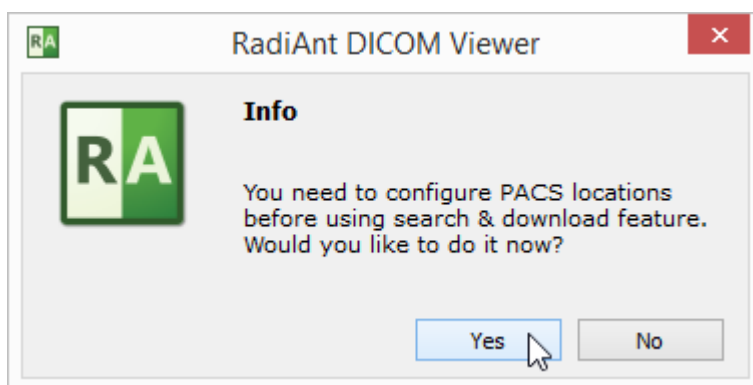 RA
RadiAnt DICOM Viewer
RA
Info
You need to configure PACS locations
before using search & download feature.
Would you like to do it now?
Yes
No